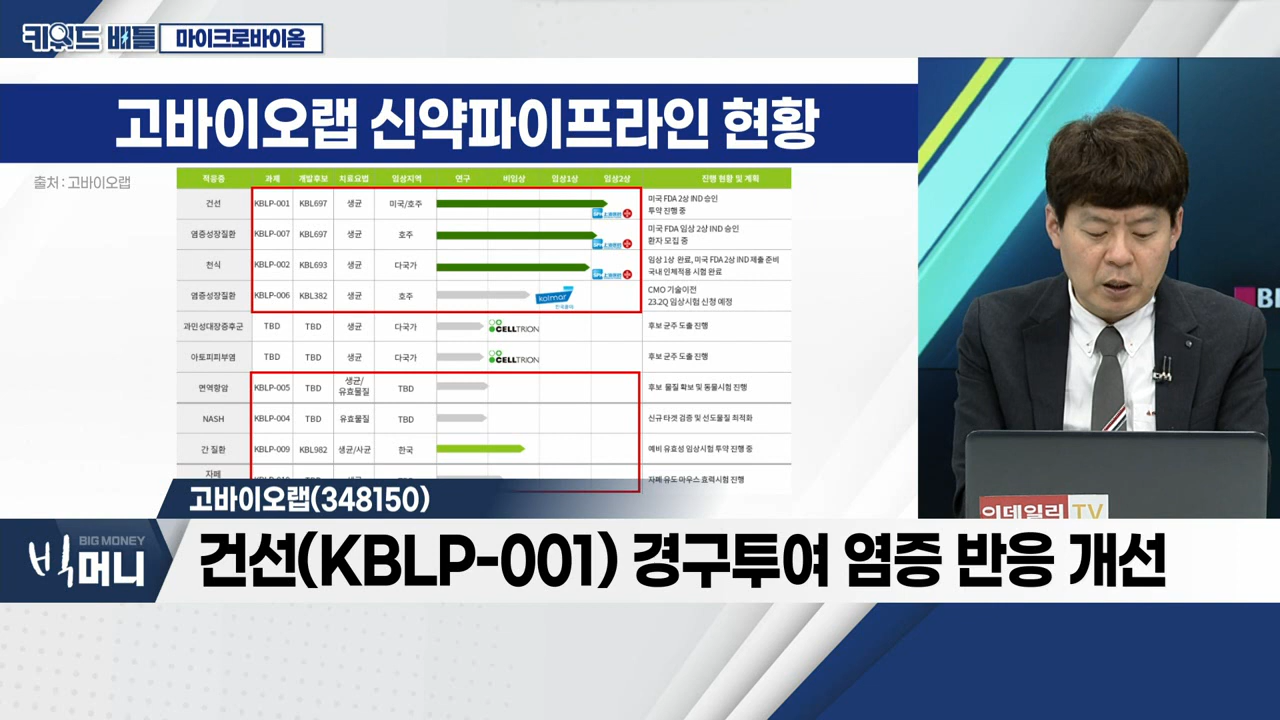 키워드 배틀 마이크로바이옴
고바이오랩 신약파이프라인 현황
출처 : 고바이오랩
적응증 과제 개발후보 치료요법 임상지역 연구 비임상 임상1상 임상2상 진행 현황 및 계획
건선 KBLP-001 KBL697 생균 미국/호주 미국 FDA 2상 IND 승인
투약 진행 중
염증성장질환 KBLP-007 KBL697 생균 호주 미국 FDA 임상 2상 IND 승인
환자 모집 중
천식 KBLP-002 KBL693 생균 다국가 임상 1상 완료, 미국 FDA 2상 IND 제출 준비
국내 인체적용 시험 완료
염증성장질환 KBLP-006 KBL382 생균 호주 kolmar CMO 기술이전
23.2Q 임상시험 신청 예정
과민성대장증후군 TBD TBD 생균 다국가 CELLTRION 후보 균주 도출 진행
아토피피부염 TBD TBD 생균 다국가 CELLTRION 후보 균주 도출 진행
면역항암 KBLP-005 TBD 생균/
유효물질 TBD 후보 물질 확보 및 동물시험 진행
NASH KBLP-004 TBD 유효물질 TBD 신규 타겟 검증 및 선도물질 최적화
간 질환 KBLP-009 KBL982 생균/사균 한국 예비 유효성 임상시험 투약 진행 중
자폐 자폐 유도 마우스 효력시험 진행
고바이오랩(348150)
BIG MONEY
빅머니
건선(KBLP-001) 경구투여 염증 반응 개선
이데일리 TV